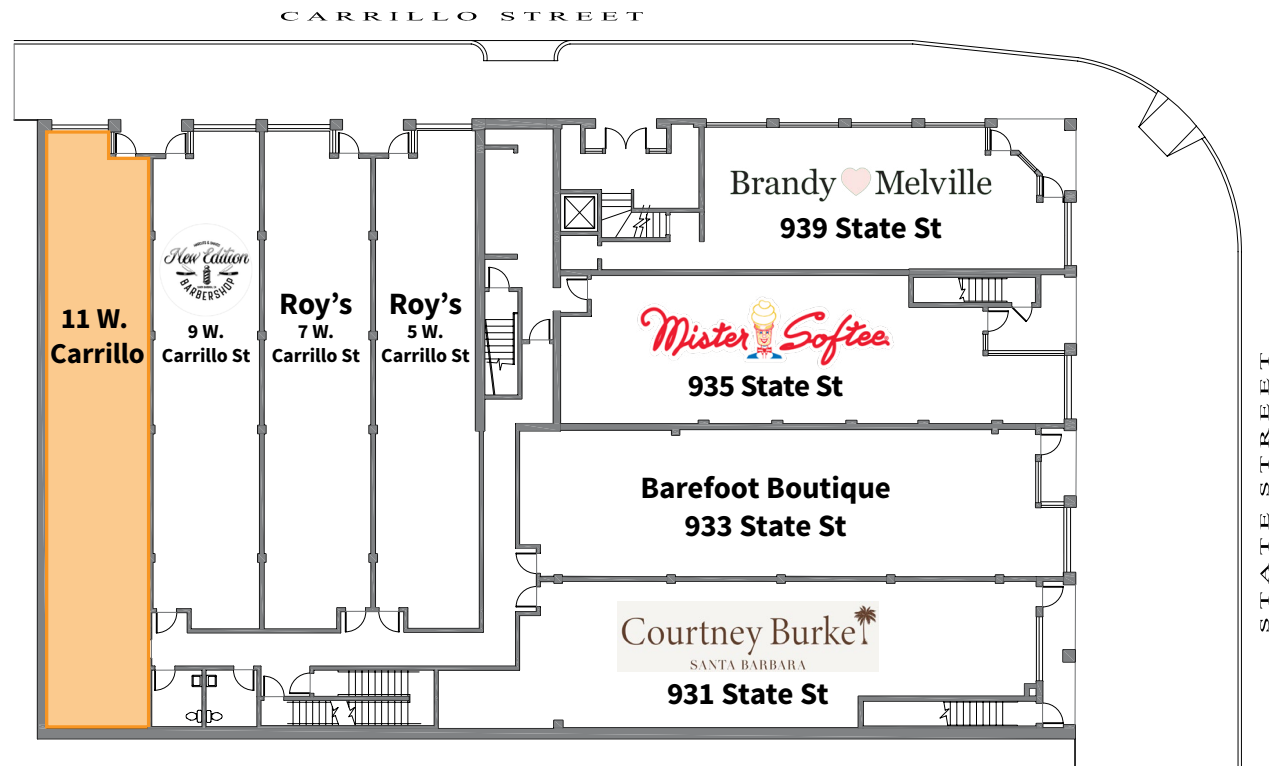 CARRILLO STREET
Brandy Melville
939 State St
New Edition
BARBERSHOP
11 W.
Carrillo
9 W.
Carrillo St
Roy's
7 W.
Carrillo St
Roy's
5 W.
Carrillo St
Mister Softee
935 State St
STATE STREET
Barefoot Boutique
933 State St
Courtney Burke
SANTA BARBARA
931 State St